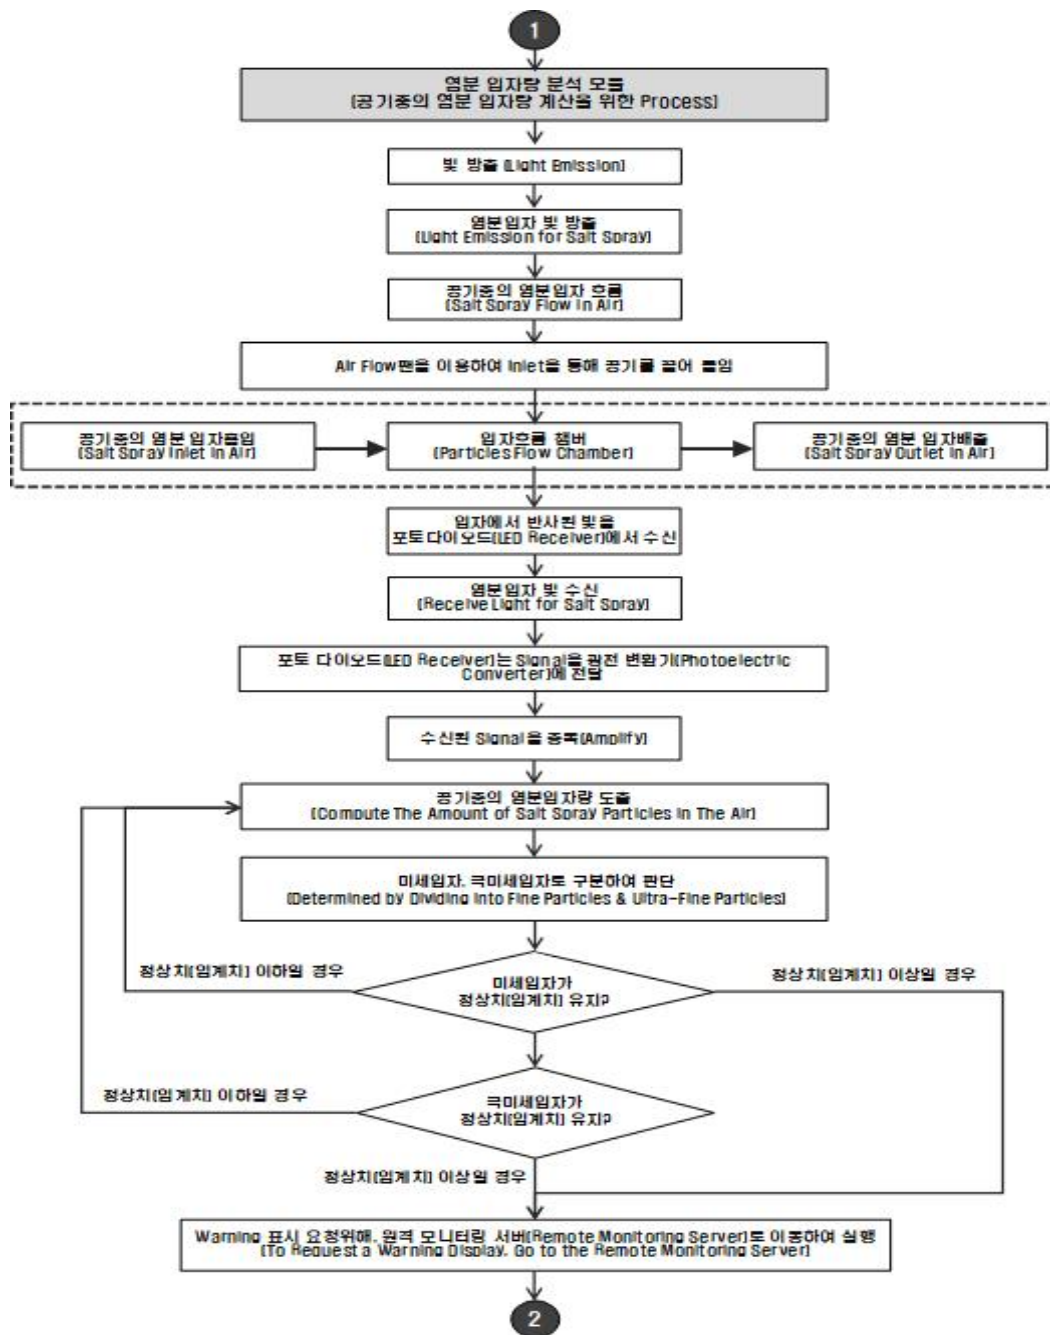 1
염분 입자량 분석 모듈
(공기중의 염분 입자량 계산을 위한 Process)
빛 방출 (Light Emission)
염분입자 빛 방출
(Light Emission for Salt Spray)
공기중의 염분입자 흐름
(Salt Spray Flow in Air)
Air Flow팬을 이용하여 Inlet을 통해 공기를 끌어 들임
공기중의 염분 입자흡입
(Salt Spray Inlet in Air)
입자흐름 챔버
(Particles Flow Chamber)
공기중의 염분 입자배출
(Salt Spray Outlet in Air)
입자에서 반사된 빛을
포토다이오드(LED Receiver)에서 수신
염분입자 빛 수신
(Receive Light for Salt Spray)
포토 다이오드(LED Receiver)는 Signal을 광전 변환기(Photoelectric
Converter)에 전달
수신된 Signal을 증폭(Amplify)
공기중의 염분입자량 도출
(Compute The Amount of Salt Spray Particles in The Air)
미세입자, 극미세입자로 구분하여 판단
(Determined by Dividing into Fine Particles & Ultra-Fine Particles)
정상치(임계치) 이하일 경우
미세입자가
정상치(임계치) 유지?
정상치(임계치) 이상일 경우
정상치(임계치) 이하일 경우
극미세입자가
정상치(임계치) 유지?
정상치(임계치) 이상일 경우
Warning 표시 요청위해, 원격 모니터링 서버(Remote Monitoring Server)로 이동하여 실행
(To Request a Warning Display, Go to the Remote Monitoring Server)
2